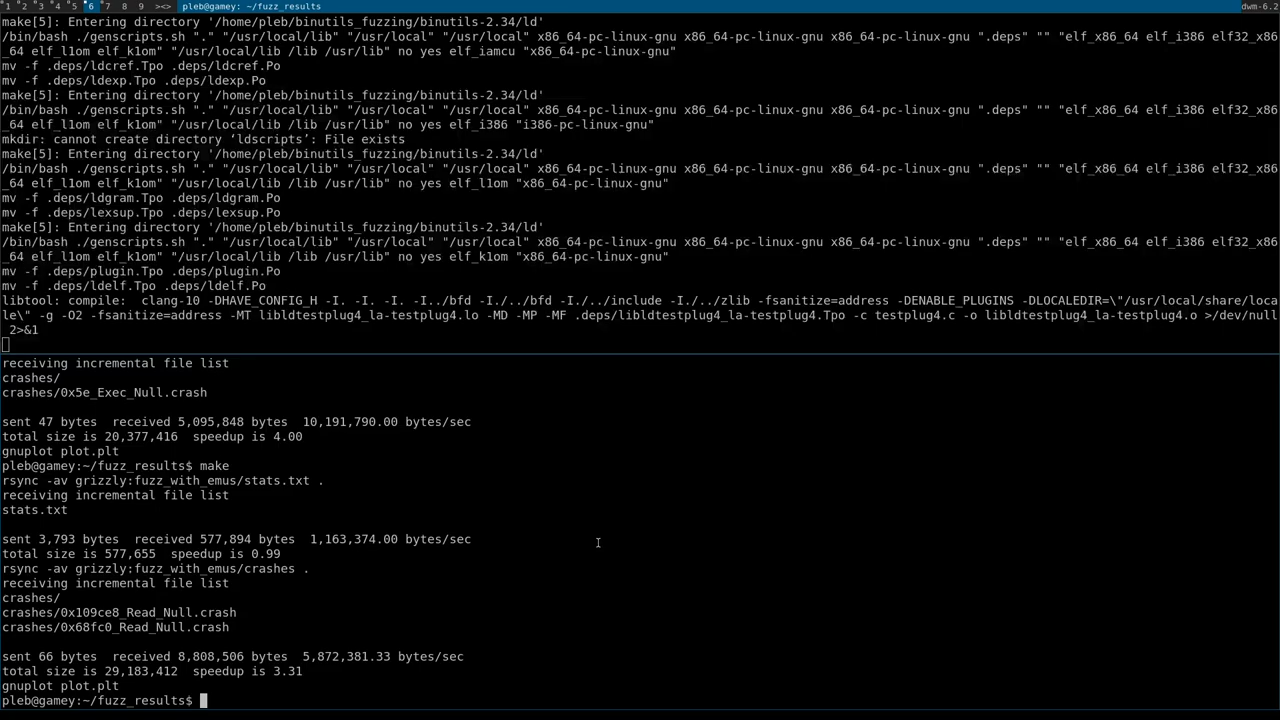 1 2 3 4 5 6 7 8 9 ><> pleb@gamey: ~/fuzz_results dwm-6.2
make[5]: Entering directory '/home/pleb/binutils_fuzzing/binutils-2.34/ld'
/bin/bash ./genscripts.sh "." "/usr/local/lib" "/usr/local" "/usr/local" x86_64-pc-linux-gnu x86_64-pc-linux-gnu x86_64-pc-linux-gnu ".deps" "" "elf_x86_64 elf_i386 elf32_x86
_64 elf_l1om elf_k1om" "/usr/local/lib /lib /usr/lib" no yes elf_iamcu "x86_64-pc-linux-gnu"
mv -f .deps/ldcref.Tpo .deps/ldcref.Po
mv -f .deps/ldexp.Tpo .deps/ldexp.Po
make[5]: Entering directory '/home/pleb/binutils_fuzzing/binutils-2.34/ld'
/bin/bash ./genscripts.sh "." "/usr/local/lib" "/usr/local" "/usr/local" x86_64-pc-linux-gnu x86_64-pc-linux-gnu x86_64-pc-linux-gnu ".deps" "" "elf_x86_64 elf_i386 elf32_x86
_64 elf_l1om elf_k1om" "/usr/local/lib /lib /usr/lib" no yes elf_i386 "i386-pc-linux-gnu"
mkdir: cannot create directory ‘ldscripts’: File exists
make[5]: Entering directory '/home/pleb/binutils_fuzzing/binutils-2.34/ld'
/bin/bash ./genscripts.sh "." "/usr/local/lib" "/usr/local" "/usr/local" x86_64-pc-linux-gnu x86_64-pc-linux-gnu x86_64-pc-linux-gnu ".deps" "" "elf_x86_64 elf_i386 elf32_x86
_64 elf_l1om elf_k1om" "/usr/local/lib /lib /usr/lib" no yes elf_l1om "x86_64-pc-linux-gnu"
mv -f .deps/ldgram.Tpo .deps/ldgram.Po
mv -f .deps/lexsup.Tpo .deps/lexsup.Po
make[5]: Entering directory '/home/pleb/binutils_fuzzing/binutils-2.34/ld'
/bin/bash ./genscripts.sh "." "/usr/local/lib" "/usr/local" "/usr/local" x86_64-pc-linux-gnu x86_64-pc-linux-gnu x86_64-pc-linux-gnu ".deps" "" "elf_x86_64 elf_i386 elf32_x86
_64 elf_l1om elf_k1om" "/usr/local/lib /lib /usr/lib" no yes elf_k1om "x86_64-pc-linux-gnu"
mv -f .deps/plugin.Tpo .deps/plugin.Po
mv -f .deps/ldelf.Tpo .deps/ldelf.Po
libtool: compile:  clang-10 -DHAVE_CONFIG_H -I. -I. -I. -I../bfd -I./../bfd -I./../include -I./../zlib -fsanitize=address -DENABLE_PLUGINS -DLOCALEDIR=\"/usr/local/share/loca
le\" -g -O2 -fsanitize=address -MT libldtestplug4_la-testplug4.lo -MD -MP -MF .deps/libldtestplug4_la-testplug4.Tpo -c testplug4.c -o libldtestplug4_la-testplug4.o >/dev/null
 2>&1
receiving incremental file list
crashes/
crashes/0x5e_Exec_Null.crash
sent 47 bytes  received 5,095,848 bytes  10,191,790.00 bytes/sec
total size is 20,377,416  speedup is 4.00
gnuplot plot.plt
pleb@gamey:~/fuzz_results$ make
rsync -av grizzly:fuzz_with_emus/stats.txt .
receiving incremental file list
stats.txt
sent 3,793 bytes  received 577,894 bytes  1,163,374.00 bytes/sec
total size is 577,655  speedup is 0.99
rsync -av grizzly:fuzz_with_emus/crashes .
receiving incremental file list
crashes/
crashes/0x109ce8_Read_Null.crash
crashes/0x68fc0_Read_Null.crash
sent 66 bytes  received 8,808,506 bytes  5,872,381.33 bytes/sec
total size is 29,183,412  speedup is 3.31
gnuplot plot.plt
pleb@gamey:~/fuzz_results$